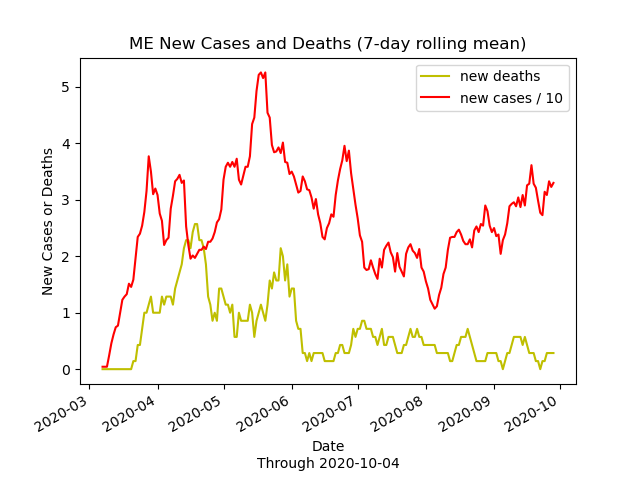 ME New Cases and Deaths (7-day rolling mean)
new deaths
new cases / 10
New Cases or Deaths
5
4
3
2
1
0
2020-03
2020-04
2020-05
2020-06
2020-07
2020-08
2020-09
2020-10
Date
Through 2020-10-04